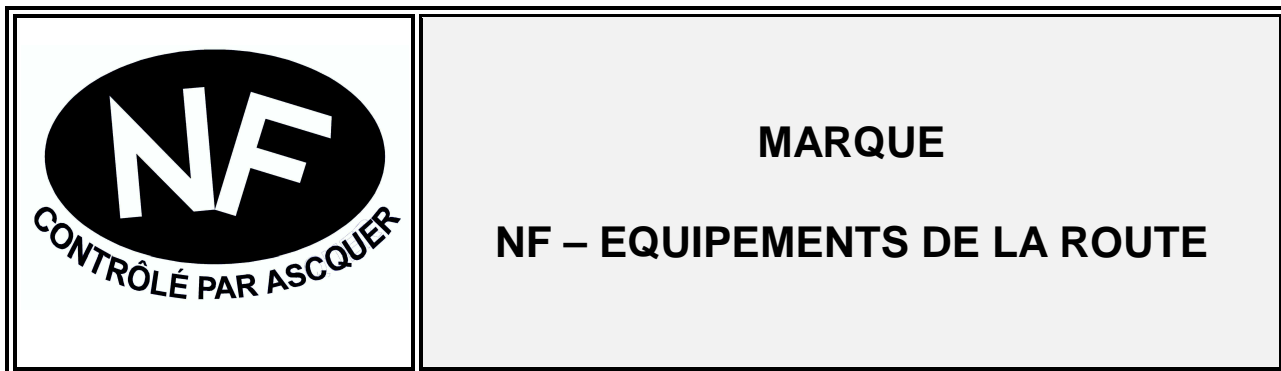 NF
CONTRÔLÉ PAR ASCQUER
MARQUE
NF – EQUIPEMENTS DE LA ROUTE